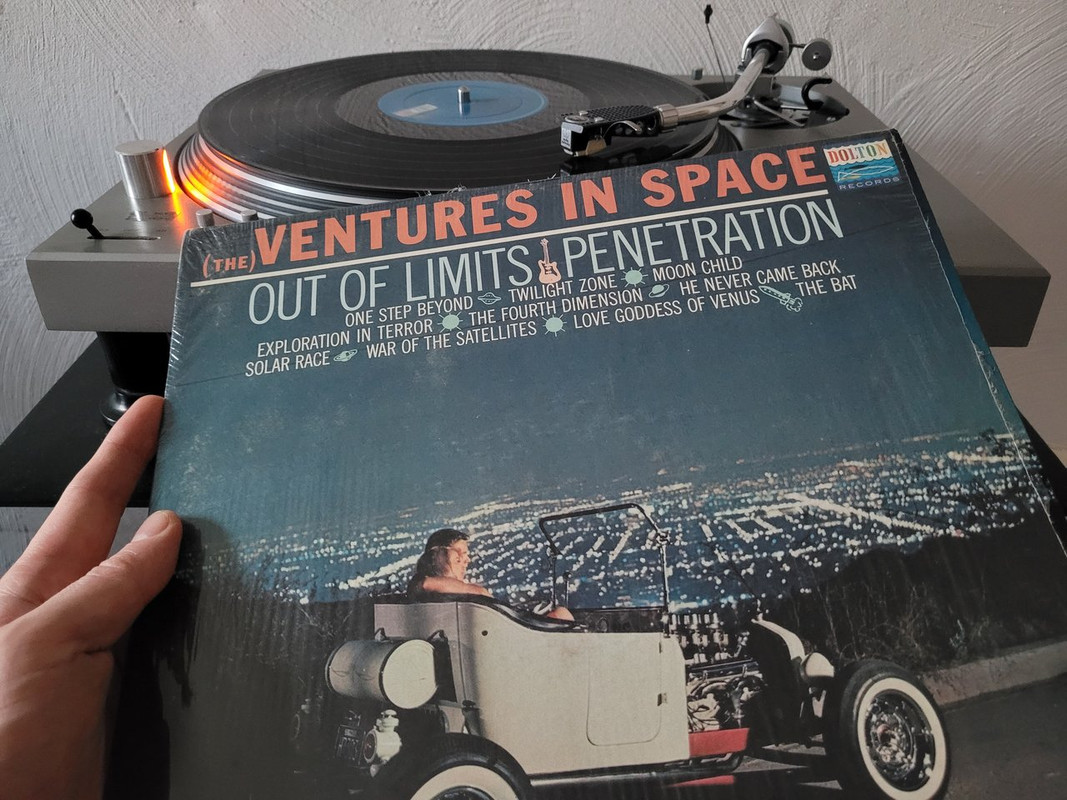 (THE) VENTURES IN SPACE
DOLTON
RECORDS
OUT OF LIMITS PENETRATION
ONE STEP BEYOND TWILIGHT ZONE MOON CHILD
EXPLORATION IN TERROR THE FOURTH DIMENSION HE NEVER CAME BACK
SOLAR RACE WAR OF THE SATELLITES LOVE GODDESS OF VENUS THE BAT